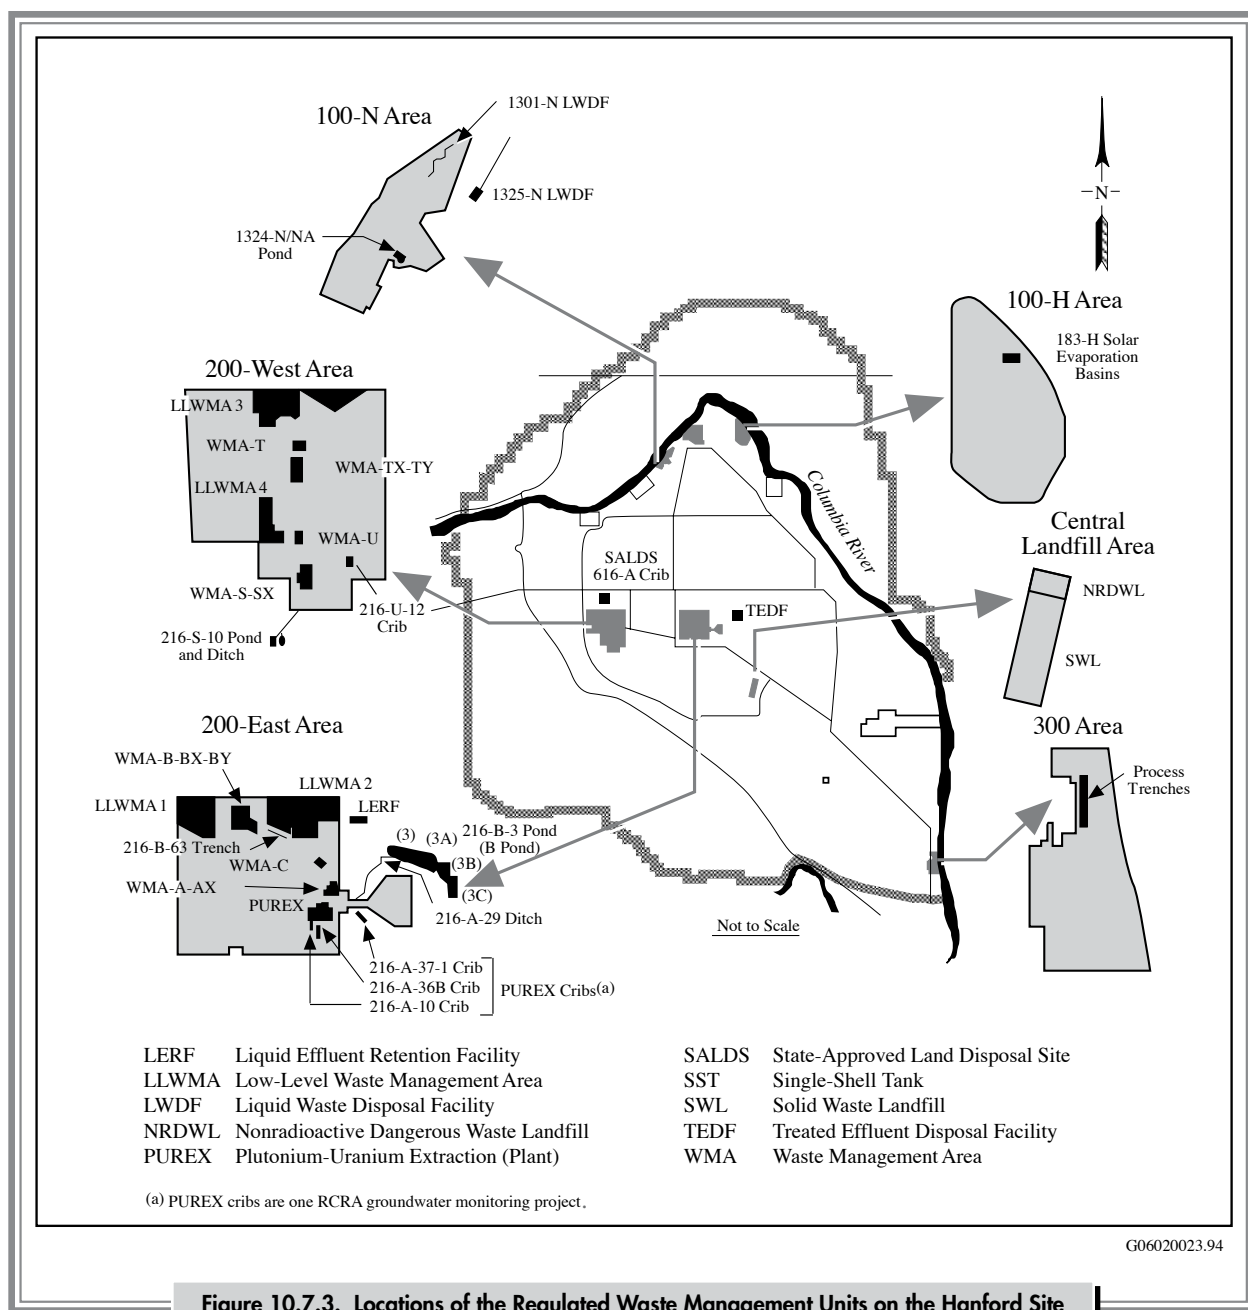 100-N Area
1301-N LWDF
1325-N LWDF
1324-N/NA
Pond
N
100-H Area
183-H Solar
Evaporation
Basins
200-West Area
LLWMA 3
WMA-T
WMA-TX-TY
LLWMA 4
WMA-U
WMA-S-SX
216-U-12
Crib
216-S-10 Pond
and Ditch
Columbia River
SALDS
616-A Crib
TEDF
Central
Landfill Area
NRDWL
SWL
200-East Area
WMA-B-BX-BY
LLWMA 2
LLWMA 1
LERF
216-B-63 Trench
WMA-C
(3)
(3A)
216-B-3 Pond
(B Pond)
(3B)
(3C)
WMA-A-AX
PUREX
216-A-29 Ditch
216-A-37-1 Crib
216-A-36B Crib
216-A-10 Crib
PUREX Cribs(a)
300 Area
Process
Trenches
Not to Scale
LERF Liquid Effluent Retention Facility
LLWMA Low-Level Waste Management Area
LWDF Liquid Waste Disposal Facility
NRDWL Nonradioactive Dangerous Waste Landfill
PUREX Plutonium-Uranium Extraction (Plant)
SALDS State-Approved Land Disposal Site
SST Single-Shell Tank
SWL Solid Waste Landfill
TEDF Treated Effluent Disposal Facility
WMA Waste Management Area
(a) PUREX cribs are one RCRA groundwater monitoring project.
G06020023.94
Figure 10.7.3. Locations of the Regulated Waste Management Units on the Hanford Site